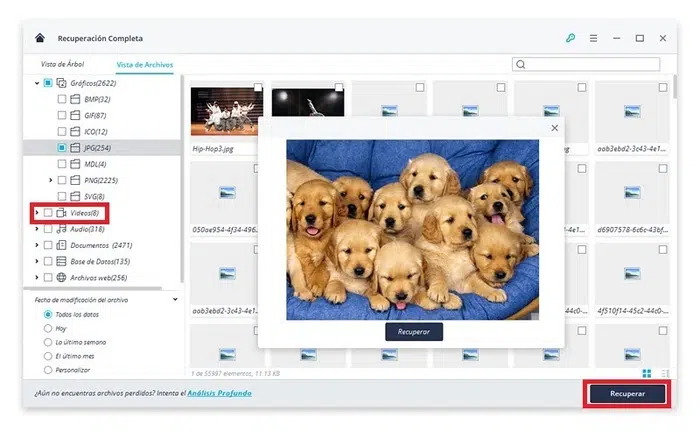 Recuperación Completa
Vista de Árbol
Vista de Archivos
Gráficos(2622)
BMP(32)
GIF(87)
ICO(12)
JPG(254)
MDL(4)
PNG(2225)
SVG(8)
Videos(8)
Audio(318)
Documentos (2471)
Base de Datos(135)
Archivos web(256)
Fecha de modificación del archivo
Todos los datos
Hoy
La última semana
El último mes
Personalizar
Hip-Hop3.jpg
aab3ebd2-3c43-4e1...
050ae954-4f34-496...
d6907578-6c6c-43bf...
aab3ebd2-3c43-4e1...
4f510f14-45c2-44c0-...
Recuperar
1 de 55997 elementos, 11.13 KB
¿Aún no encuentras archivos perdidos? Intenta el Análisis Profundo
Recuperar